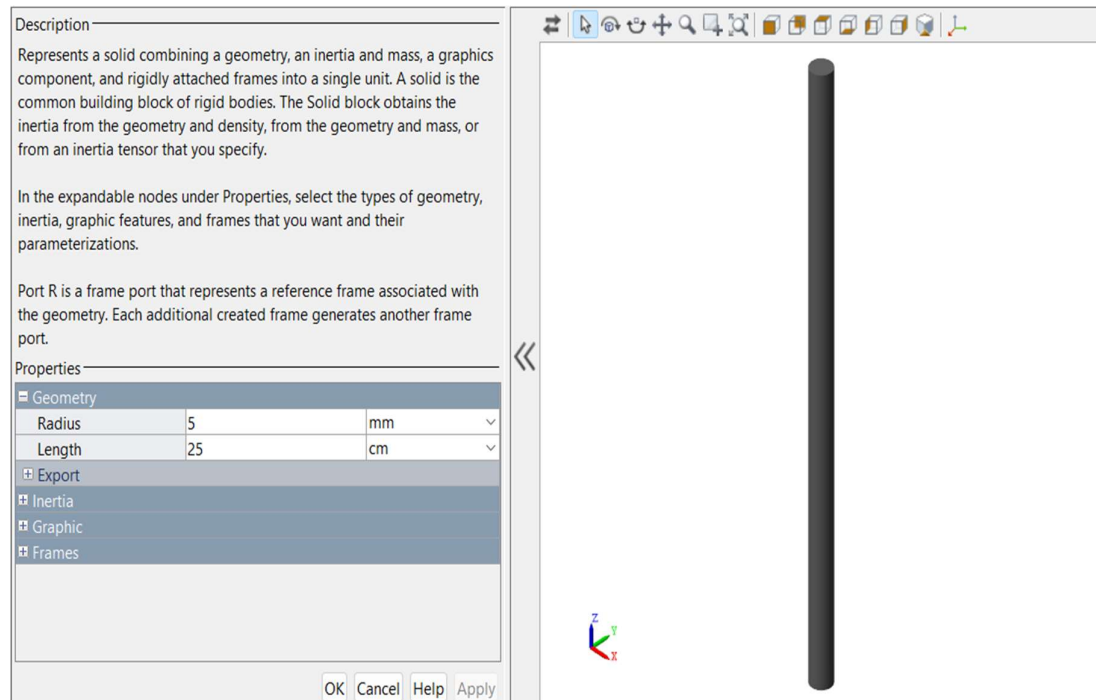 Description
Represents a solid combining a geometry, an inertia and mass, a graphics
component, and rigidly attached frames into a single unit. A solid is the
common building block of rigid bodies. The Solid block obtains the
inertia from the geometry and density, from the geometry and mass, or
from an inertia tensor that you specify.
In the expandable nodes under Properties, select the types of geometry,
inertia, graphic features, and frames that you want and their
parameterizations.
Port R is a frame port that represents a reference frame associated with
the geometry. Each additional created frame generates another frame
port.
Properties
Geometry
Radius 5 mm
Length 25 cm
Export
Inertia
Graphic
Frames
OK Cancel Help Apply
Z
Y
X